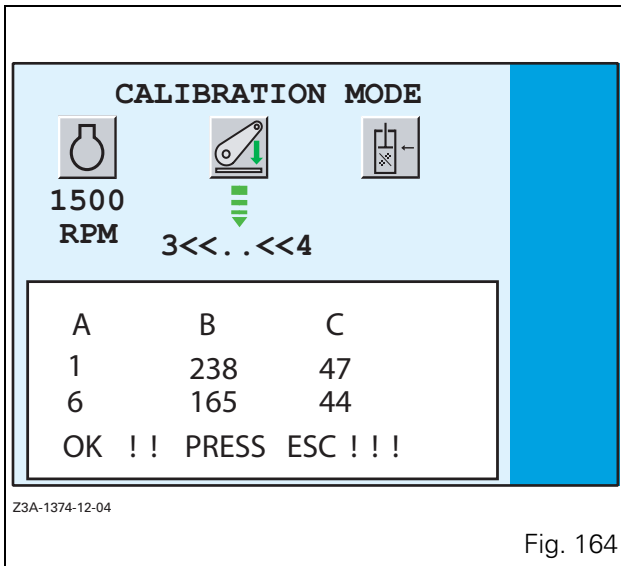 CALIBRATION MODE
1500
RPM
3<<..<<4
A B C
1 238 47
6 165 44
OK !! PRESS ESC !!!
Z3A-1374-12-04
Fig. 164